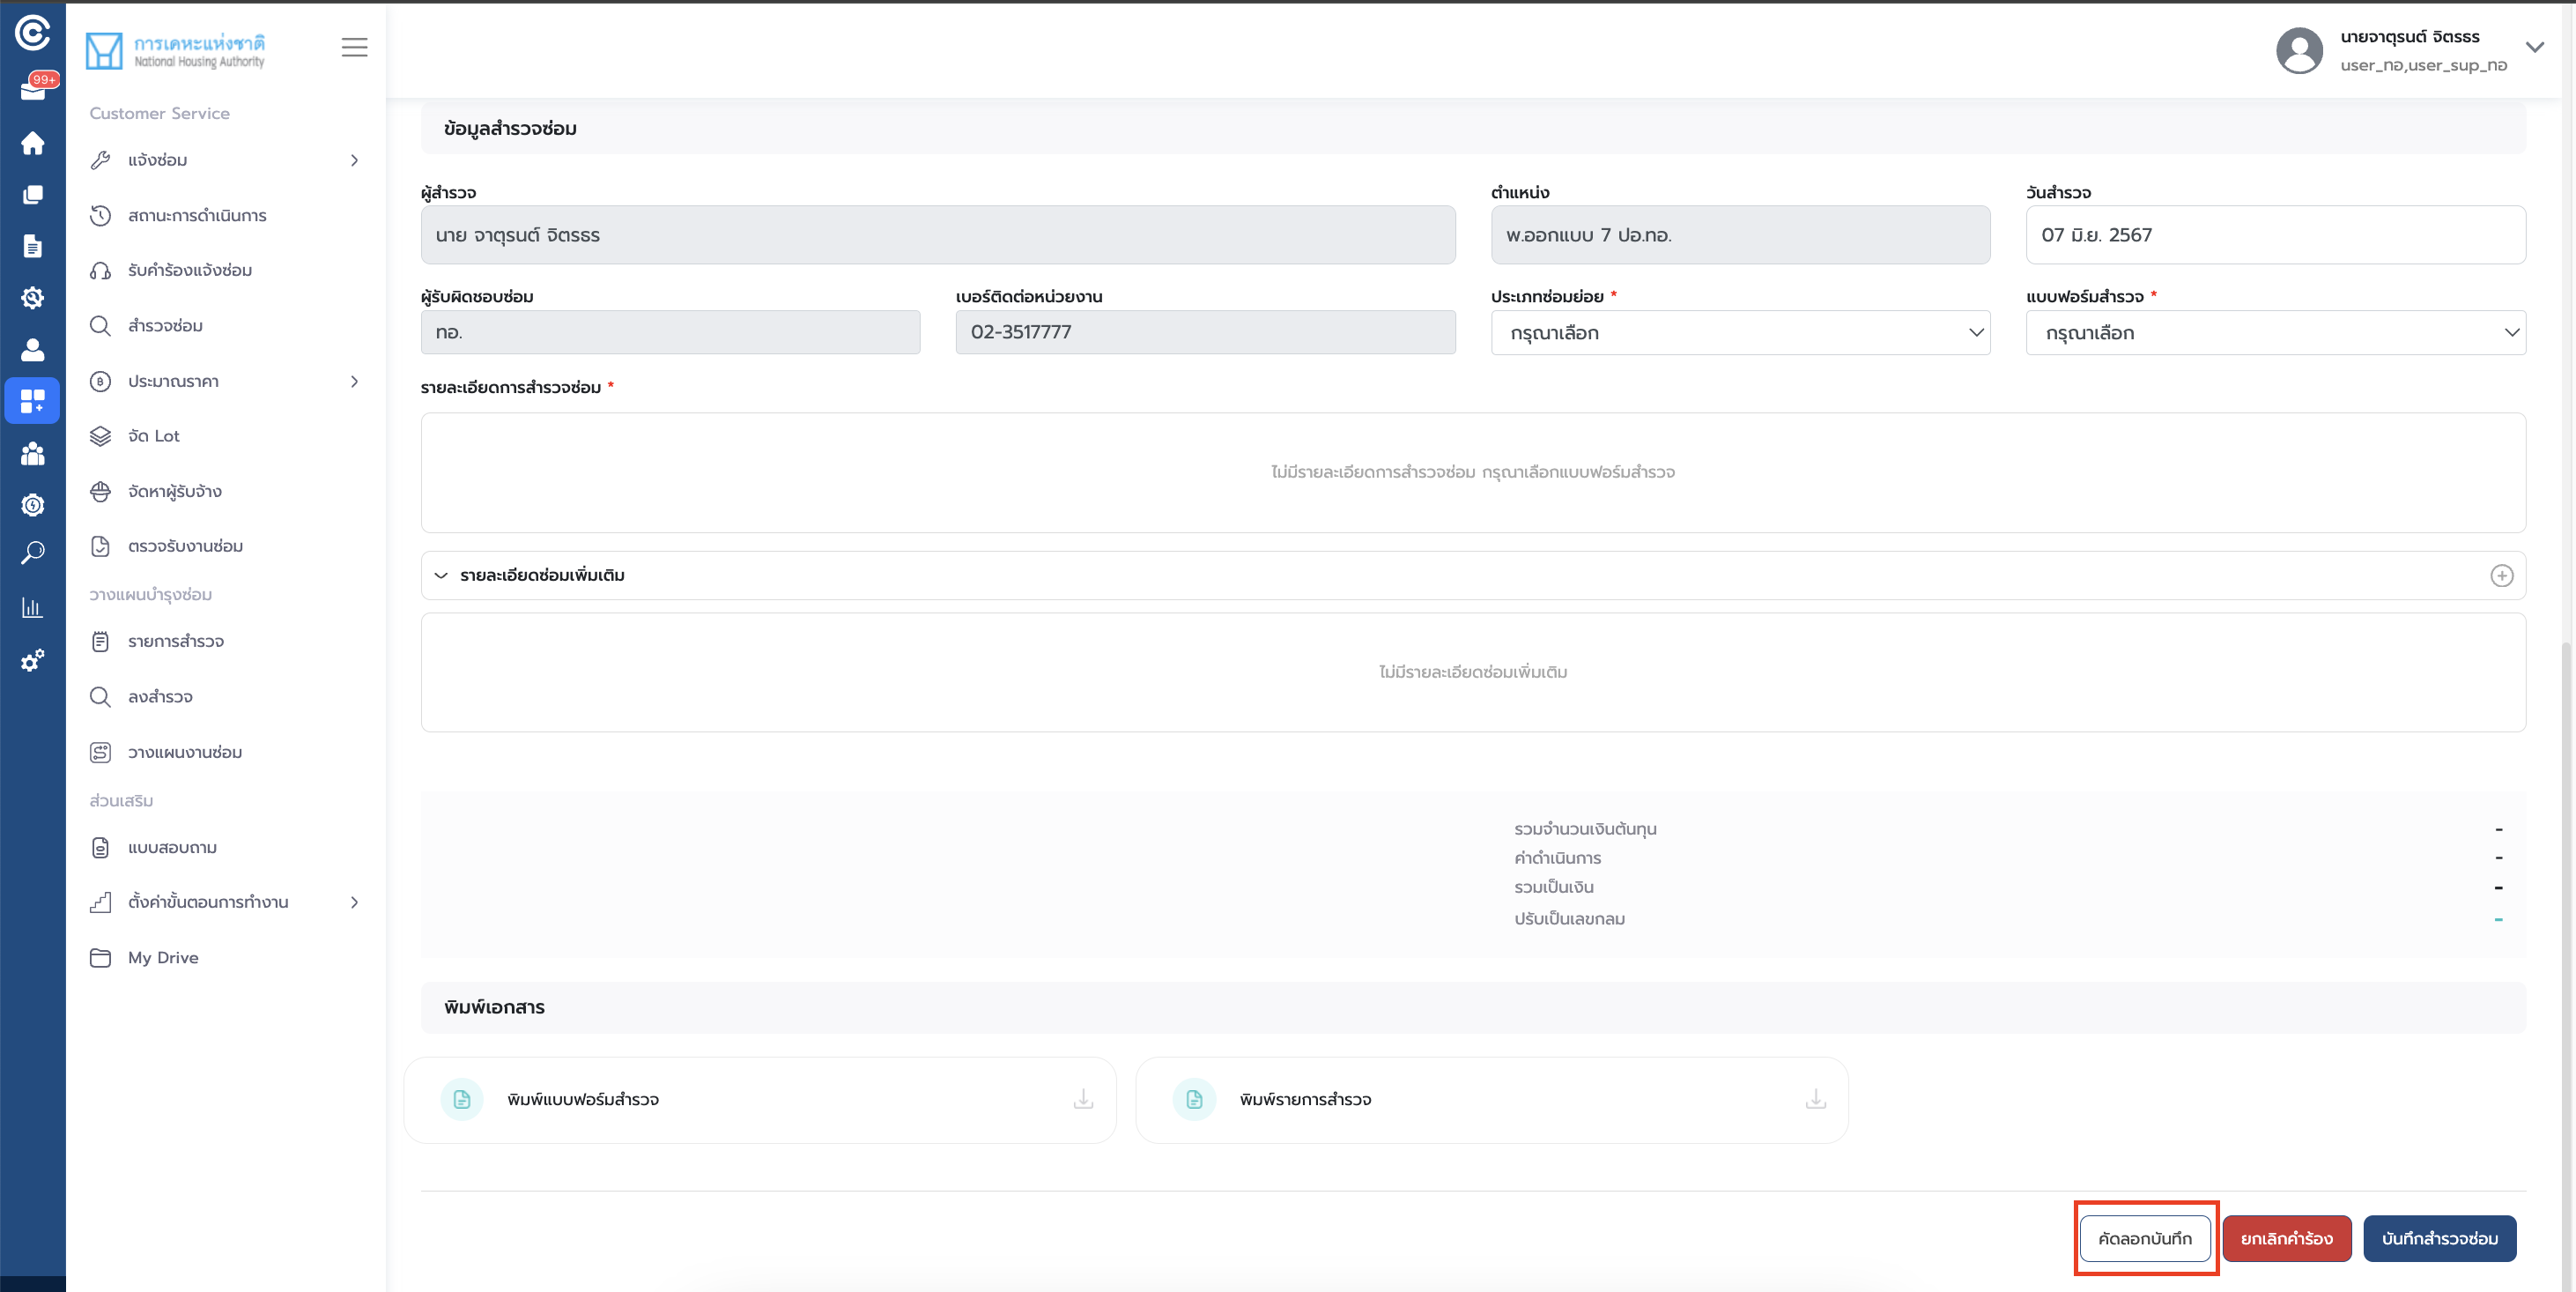 การเคหะแห่งชาติ
National Housing Authority
99+
Customer Service
แจ้งซ่อม
สถานะการดำเนินการ
รับคำร้องแจ้งซ่อม
สำรวจซ่อม
ประมาณราคา
จัด Lot
จัดหาผู้รับจ้าง
ตรวจรับงานซ่อม
วางแผนบำรุงซ่อม
รายการสำรวจ
ลงสำรวจ
วางแผนงานซ่อม
ส่วนเสริม
แบบสอบถาม
ตั้งค่าขั้นตอนการทำงาน
My Drive
นายจาตุรนต์ จิตรธร
user_ทอ,user_sup_ทอ
ข้อมูลสำรวจซ่อม
ผู้สำรวจ ตำแหน่ง วันสำรวจ
นาย จาตุรนต์ จิตรธร พ.ออกแบบ 7 ปอ.ทอ. 07 มิ.ย. 2567
ผู้รับผิดชอบซ่อม เบอร์ติดต่อหน่วยงาน ประเภทซ่อมย่อย * แบบฟอร์มสำรวจ *
ทอ. 02-3517777 กรุณาเลือก กรุณาเลือก
รายละเอียดการสำรวจซ่อม *
ไม่มีรายละเอียดการสำรวจซ่อม กรุณาเลือกแบบฟอร์มสำรวจ
รายละเอียดซ่อมเพิ่มเติม
ไม่มีรายละเอียดซ่อมเพิ่มเติม
รวมจำนวนเงินต้นทุน -
ค่าดำเนินการ -
รวมเป็นเงิน -
ปรับเป็นเลขกลม -
พิมพ์เอกสาร
พิมพ์แบบฟอร์มสำรวจ พิมพ์รายการสำรวจ
คัดลอกบันทึก ยกเลิกคำร้อง บันทึกสำรวจซ่อม